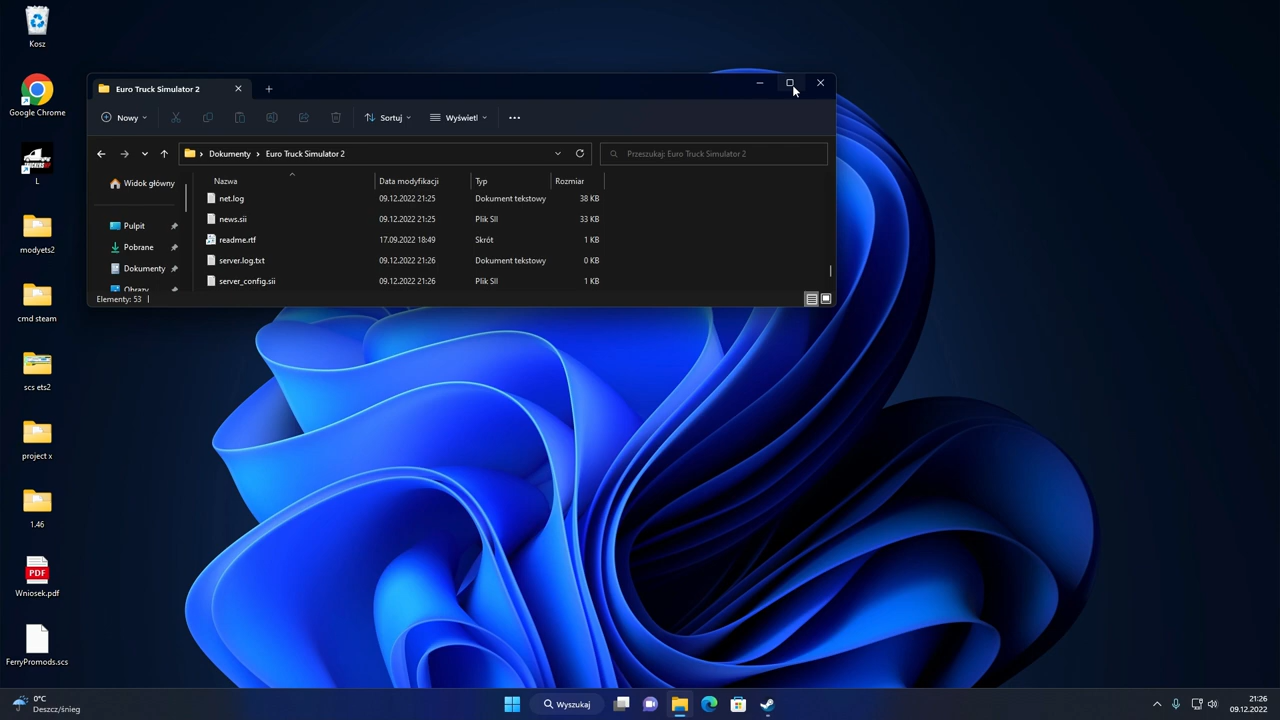 Kosz
Google Chrome
L
modyets2
cmd steam
scs ets2
project x
1.46
PDF
Wniosek.pdf
FerryPromods.scs
Euro Truck Simulator 2
Nowy
Sortuj
Wyświetl
Dokumenty > Euro Truck Simulator 2
Przeszukaj: Euro Truck Simulator 2
Widok główny
Pulpit
Pobrane
Dokumenty
Obrazy
Nazwa Data modyfikacji Typ Rozmiar
net.log 09.12.2022 21:25 Dokument tekstowy 38 KB
news.sii 09.12.2022 21:25 Plik SII 33 KB
readme.rtf 17.09.2022 18:49 Skrót 1 KB
server.log.txt 09.12.2022 21:26 Dokument tekstowy 0 KB
server_config.sii 09.12.2022 21:26 Plik SII 1 KB
Elementy: 53
0°C
Deszcz/śnieg
Wyszukaj
21:26
09.12.2022